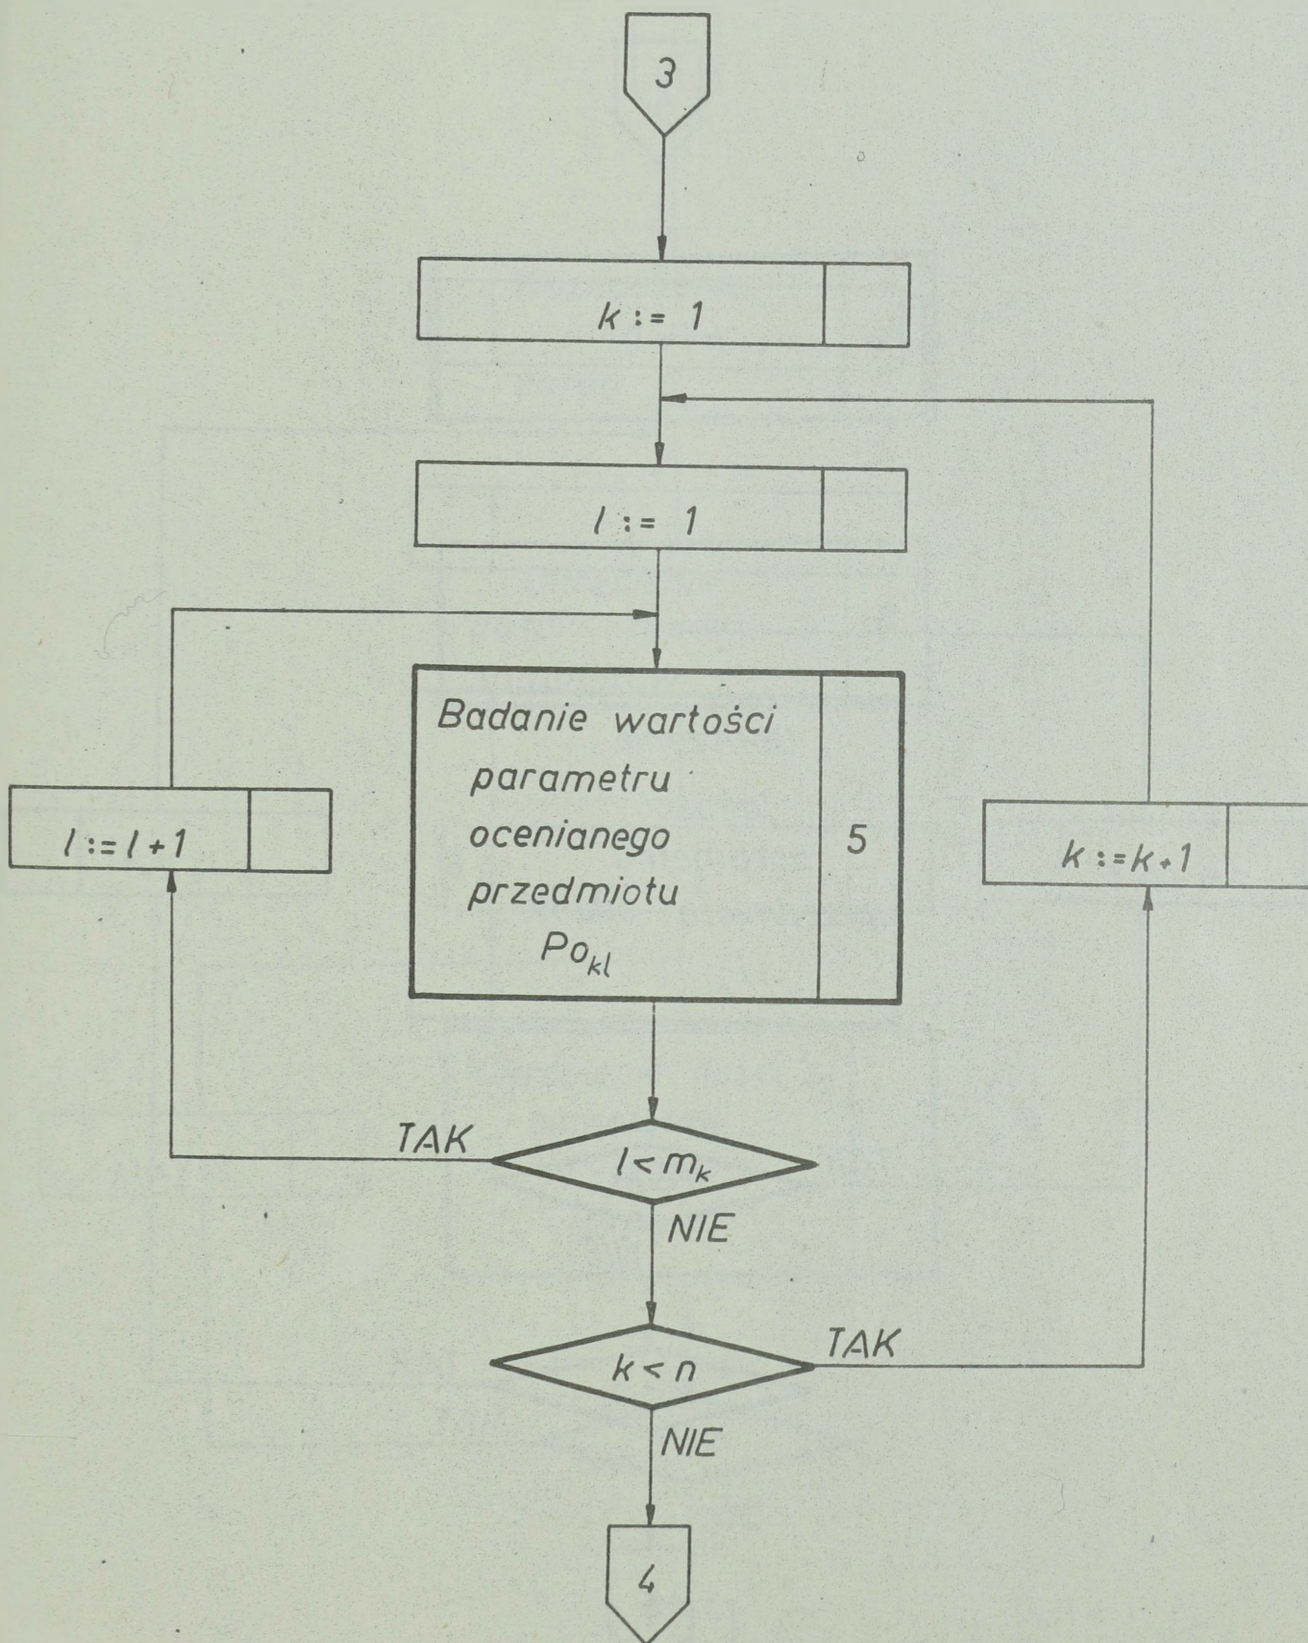 3
k := 1
l := 1
Badanie wartości
parametru
ocenianego
przedmiotu
Po_kl
5
l := l + 1
k := k + 1
TAK
l < m_k
NIE
k < n
TAK
NIE
4